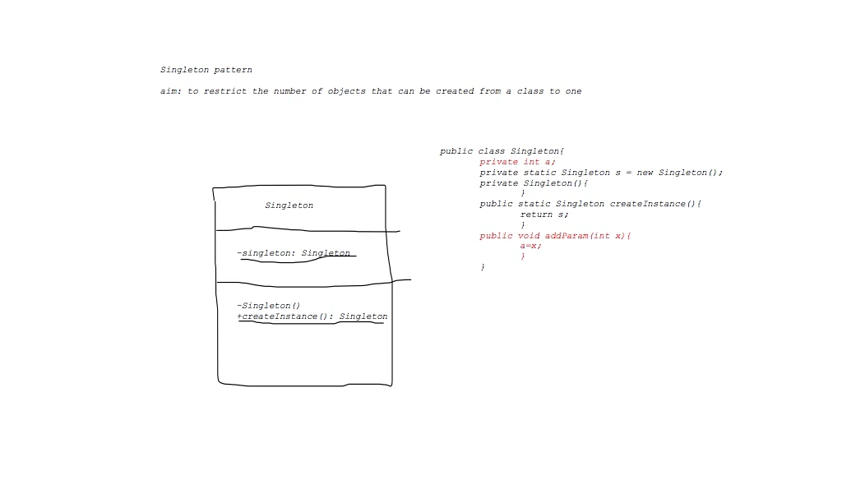 Singleton pattern
aim: to restrict the number of objects that can be created from a class to one
public class Singleton{
private int a;
private static Singleton s = new Singleton();
private Singleton(){
}
public static Singleton createInstance(){
return s;
}
public void addParam(int x){
a=x;
}
}
Singleton
-singleton: Singleton
-Singleton()
+createInstance(): Singleton